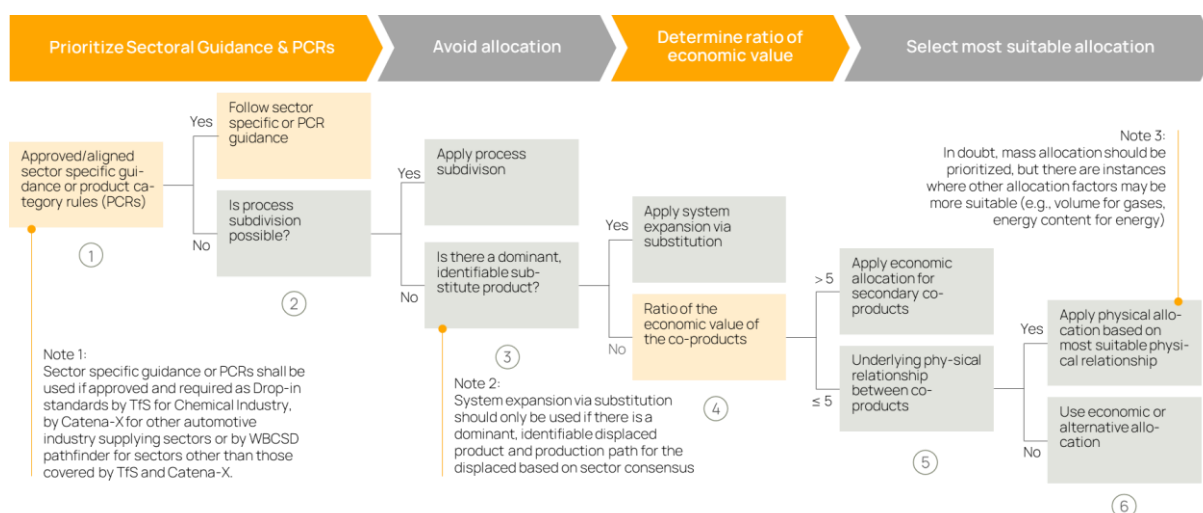 Prioritize Sectoral Guidance & PCRs
Avoid allocation
Determine ratio of
economic value
Select most suitable allocation
Approved/aligned
sector specific gui-
dance or product ca-
tegory rules (PCRs)
1
Yes
No
Follow sector
specific or PCR
guidance
Is process
subdivision
possible?
2
Yes
No
Apply process
subdivison
Is there a dominant,
identifiable sub-
stitute product?
3
Yes
No
Apply system
expansion via
substitution
Ratio of the
economic value of
the co-products
4
> 5
≤ 5
Apply economic
allocation for
secondary co-
products
Underlying phy-sical
relationship
between co-
products
5
Yes
No
Apply physical allo-
cation based on
most suitable physi-
cal relationship
Use economic or
alternative allo-
cation
6
Note 1:
Sector specific guidance or PCRs shall be
used if approved and required as Drop-in
standards by TfS for Chemical Industry,
by Catena-X for other automotive
industry supplying sectors or by WBCSD
pathfinder for sectors other than those
covered by TfS and Catena-X.
Note 2:
System expansion via substitution
should only be used if there is a
dominant, identifiable displaced
product and production path for the
displaced based on sector consensus
Note 3:
In doubt, mass allocation should be
prioritized, but there are instances
where other allocation factors may be
more suitable (e.g., volume for gases,
energy content for energy)